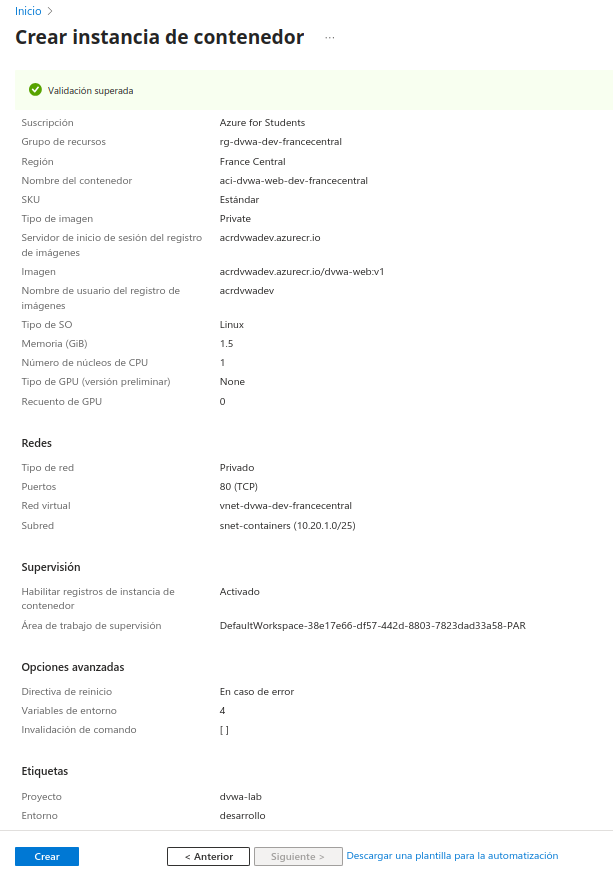 Inicio >
Crear instancia de contenedor ...
Validación superada
Suscripción Azure for Students
Grupo de recursos rg-dvwa-dev-francecentral
Región France Central
Nombre del contenedor aci-dvwa-web-dev-francecentral
SKU Estándar
Tipo de imagen Private
Servidor de inicio de sesión del registro acrdvwadev.azurecr.io
de imágenes
Imagen acrdvwadev.azurecr.io/dvwa-web:v1
Nombre de usuario del registro de acrdvwadev
imágenes
Tipo de SO Linux
Memoria (GiB) 1.5
Número de núcleos de CPU 1
Tipo de GPU (versión preliminar) None
Recuento de GPU 0
Redes
Tipo de red Privado
Puertos 80 (TCP)
Red virtual vnet-dvwa-dev-francecentral
Subred snet-containers (10.20.1.0/25)
Supervisión
Habilitar registros de instancia de Activado
contenedor
Área de trabajo de supervisión DefaultWorkspace-38e17e66-df57-442d-8803-7823dad33a58-PAR
Opciones avanzadas
Directiva de reinicio En caso de error
Variables de entorno 4
Invalidación de comando [ ]
Etiquetas
Proyecto dvwa-lab
Entorno desarrollo
Crear < Anterior Siguiente > Descargar una plantilla para la automatización